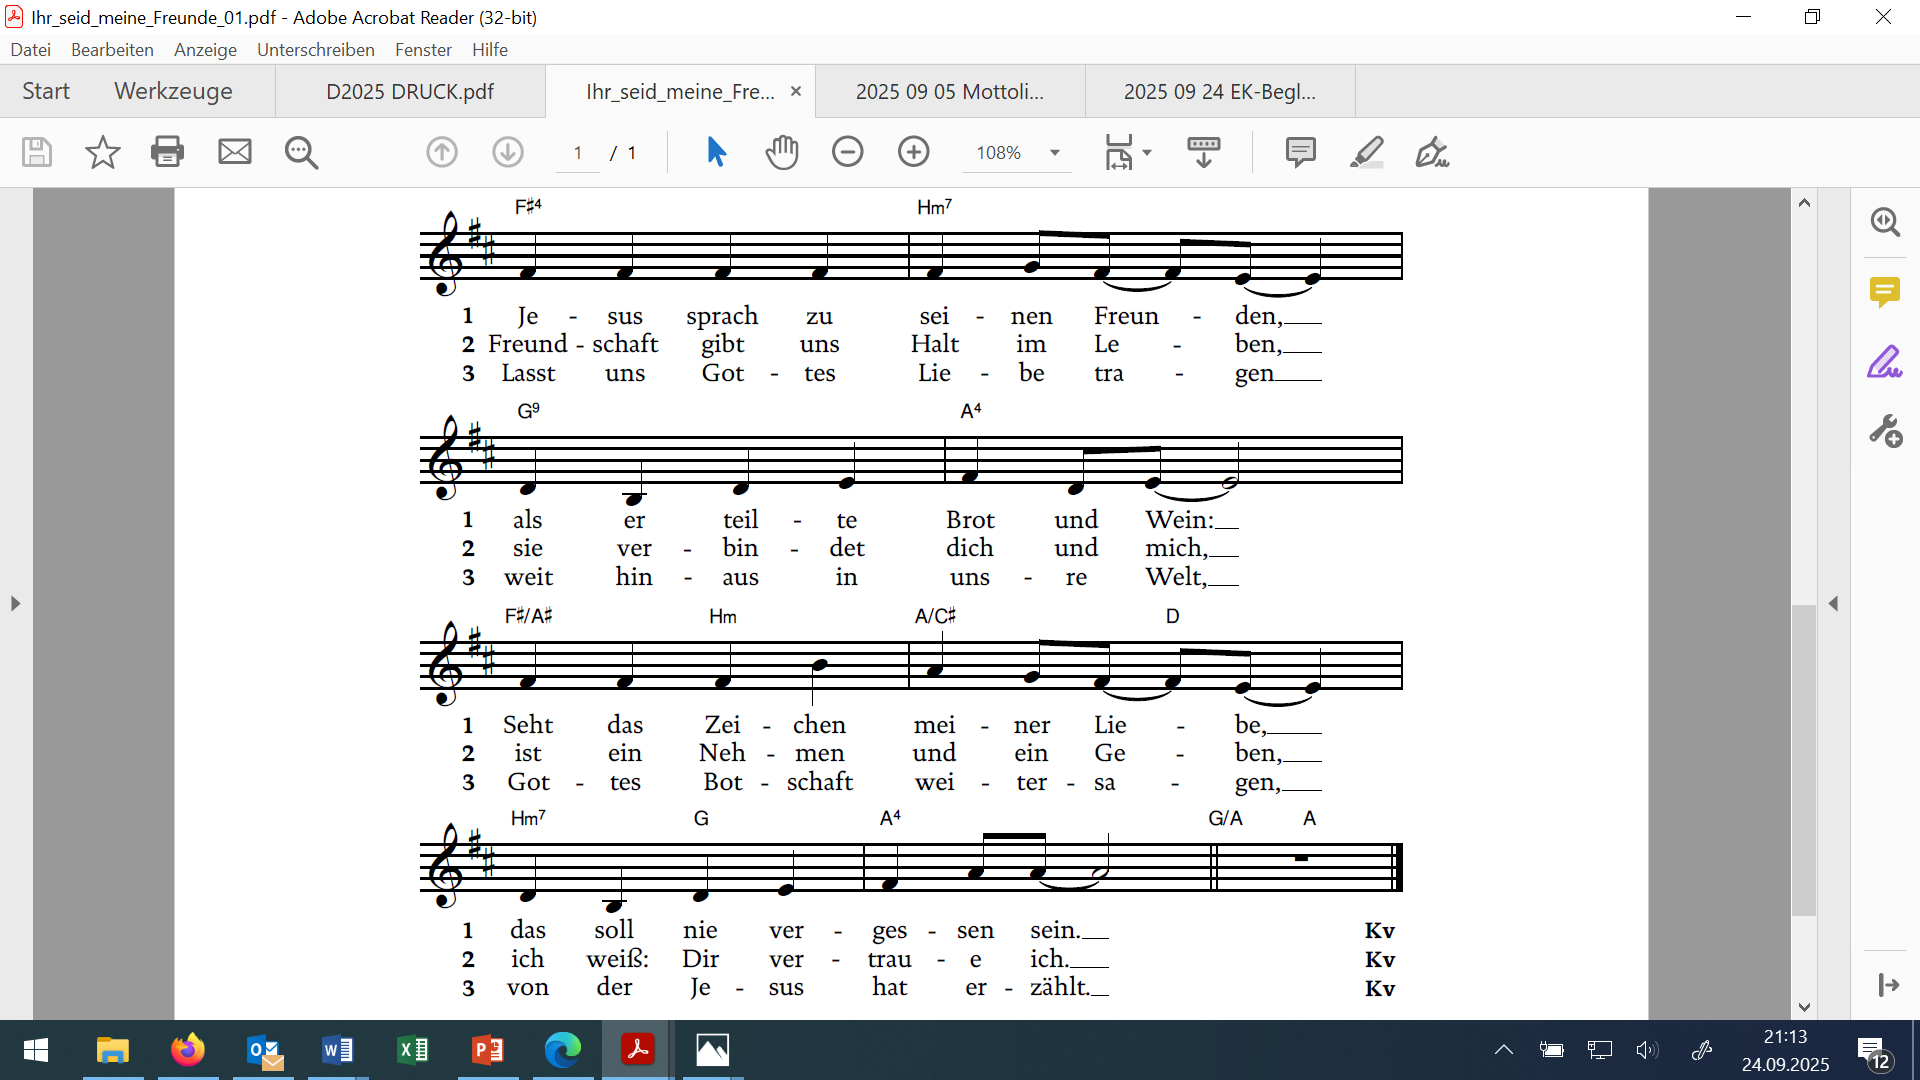 Ihr_seid_meine_Freunde_01.pdf - Adobe Acrobat Reader (32-bit)
Datei Bearbeiten Anzeige Unterschreiben Fenster Hilfe
Start Werkzeuge D2025 DRUCK.pdf Ihr_seid_meine_Fre... × 2025 09 05 Mottoli... 2025 09 24 EK-Begl...
1 / 1 108%
F♯4 Hm7
1 Je - sus sprach zu sei - nen Freun - den,
2 Freund - schaft gibt uns Halt im Le - ben,
3 Lasst uns Got - tes Lie - be tra - gen
G9 A4
1 als er teil - te Brot und Wein:
2 sie ver - bin - det dich und mich,
3 weit hin - aus in uns - re Welt,
F♯/A♯ Hm A/C♯ D
1 Seht das Zei - chen mei - ner Lie - be,
2 ist ein Neh - men und ein Ge - ben,
3 Got - tes Bot - schaft wei - ter - sa - gen,
Hm7 G A4 G/A A
1 das soll nie ver - ges - sen sein. Kv
2 ich weiß: Dir ver - trau - e ich. Kv
3 von der Je - sus hat er - zählt. Kv
21:13
24.09.2025
12